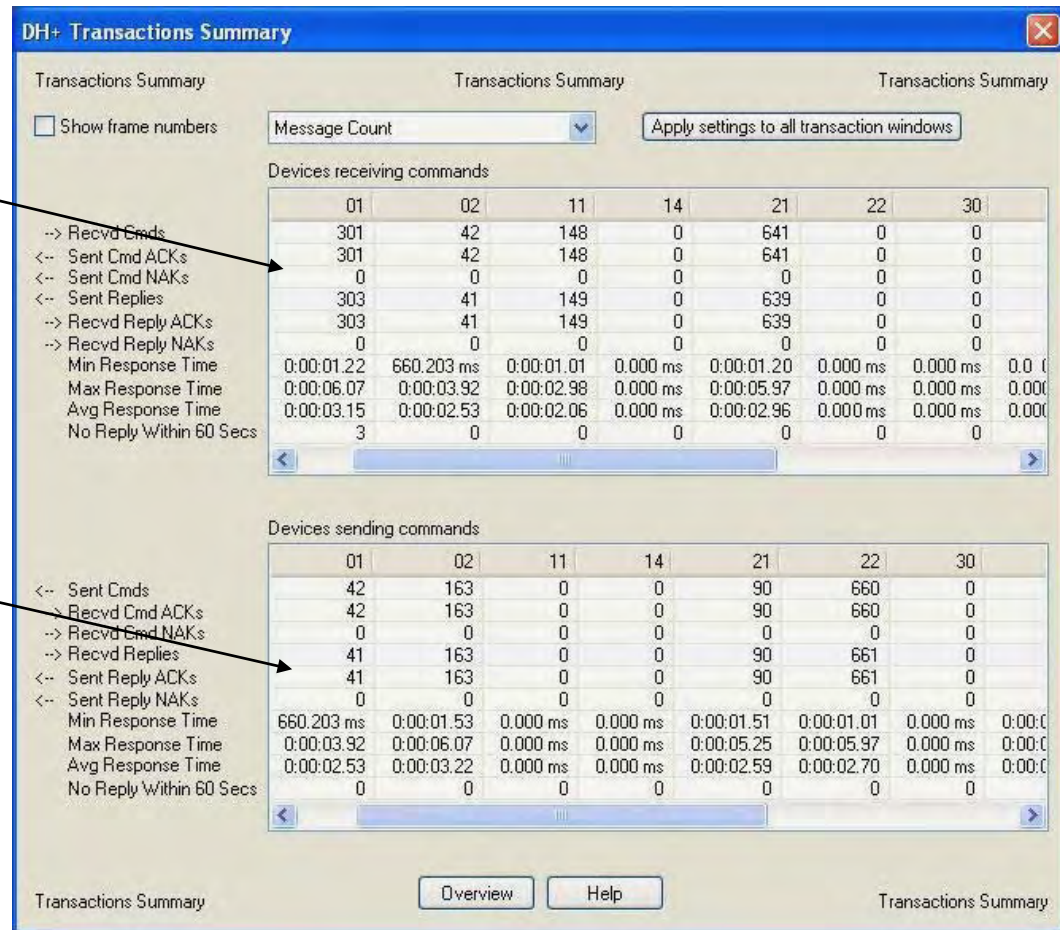 DH+ Transactions Summary
Transactions Summary Transactions Summary Transactions Summary
Show frame numbers Message Count Apply settings to all transaction windows
Devices receiving commands
01 02 11 14 21 22 30
--> Recvd Cmds 301 42 148 0 641 0 0
<-- Sent Cmd ACKs 301 42 148 0 641 0 0
<-- Sent Cmd NAKs 0 0 0 0 0 0 0
<-- Sent Replies 303 41 149 0 639 0 0
--> Recvd Reply ACKs 303 41 149 0 639 0 0
--> Recvd Reply NAKs 0 0 0 0 0 0 0
Min Response Time 0:00:01.22 660.203 ms 0:00:01.01 0.000 ms 0:00:01.20 0.000 ms 0.000 ms 0.0
Max Response Time 0:00:06.07 0:00:03.92 0:00:02.98 0.000 ms 0:00:05.97 0.000 ms 0.000 ms 0.000
Avg Response Time 0:00:03.15 0:00:02.53 0:00:02.06 0.000 ms 0:00:02.96 0.000 ms 0.000 ms 0.000
No Reply Within 60 Secs 3 0 0 0 0 0 0
Devices sending commands
01 02 11 14 21 22 30
<-- Sent Cmds 42 163 0 0 90 660 0
--> Recvd Cmd ACKs 42 163 0 0 90 660 0
--> Recvd Cmd NAKs 0 0 0 0 0 0 0
--> Recvd Replies 41 163 0 0 90 661 0
<-- Sent Reply ACKs 41 163 0 0 90 661 0
<-- Sent Reply NAKs 0 0 0 0 0 0 0
Min Response Time 660.203 ms 0:00:01.53 0.000 ms 0.000 ms 0:00:01.51 0:00:01.01 0.000 ms 0:00:0
Max Response Time 0:00:03.92 0:00:06.07 0.000 ms 0.000 ms 0:00:05.25 0:00:05.97 0.000 ms 0:00:0
Avg Response Time 0:00:02.53 0:00:03.22 0.000 ms 0.000 ms 0:00:02.59 0:00:02.70 0.000 ms 0:00:0
No Reply Within 60 Secs 0 0 0 0 0 0 0
Overview Help
Transactions Summary Transactions Summary